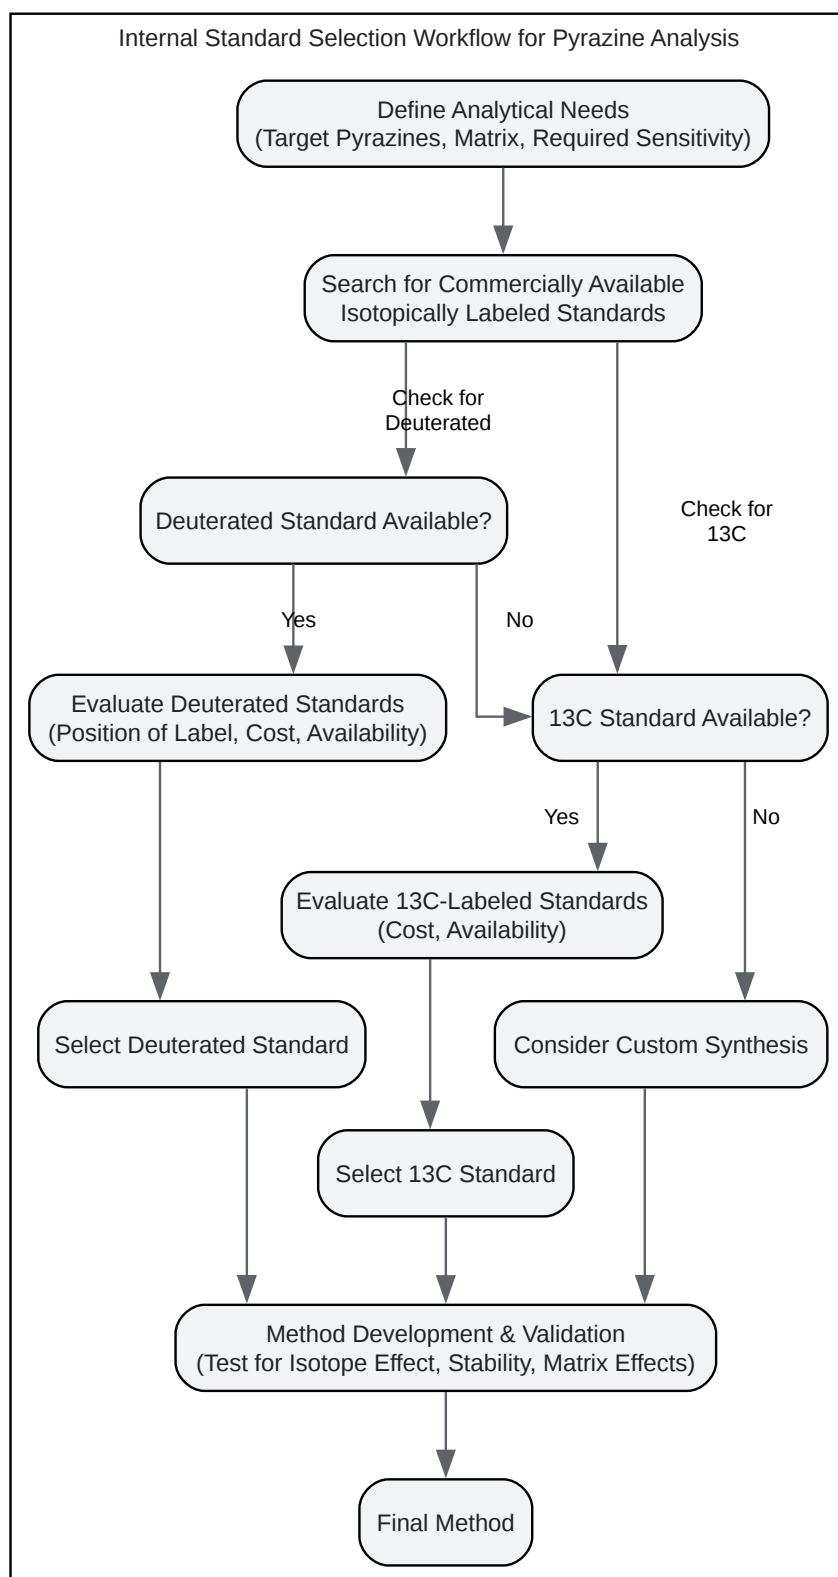 Internal Standard Selection Workflow for Pyrazine Analysis
Define Analytical Needs
(Target Pyrazines, Matrix, Required Sensitivity)
Search for Commercially Available
Isotopically Labeled Standards
Check for
Deuterated
Deuterated Standard Available?
Check for
13C
Yes
No
Evaluate Deuterated Standards
(Position of Label, Cost, Availability)
13C Standard Available?
Yes
No
Evaluate 13C-Labeled Standards
(Cost, Availability)
Select Deuterated Standard
Consider Custom Synthesis
Select 13C Standard
Method Development & Validation
(Test for Isotope Effect, Stability, Matrix Effects)
Final Method